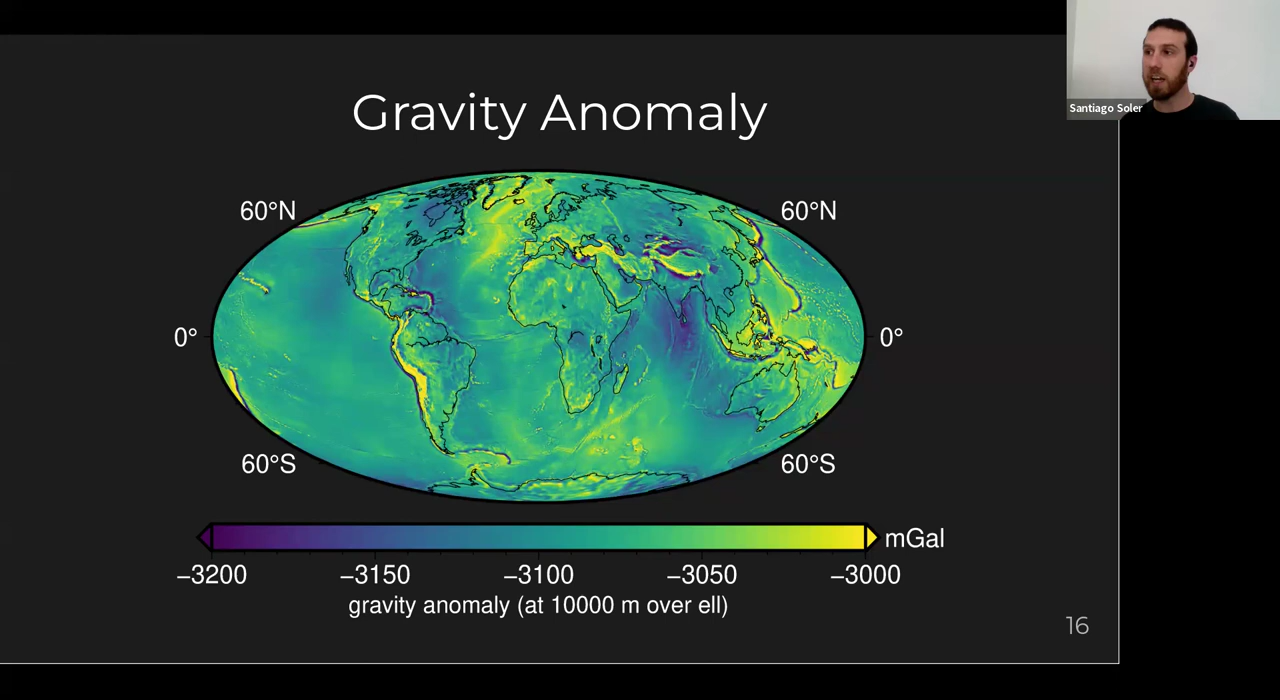 Santiago Soler
Gravity Anomaly
60°N 60°N
0° 0°
60°S 60°S
mGal
−3200 −3150 −3100 −3050 −3000
gravity anomaly (at 10000 m over ell)
16